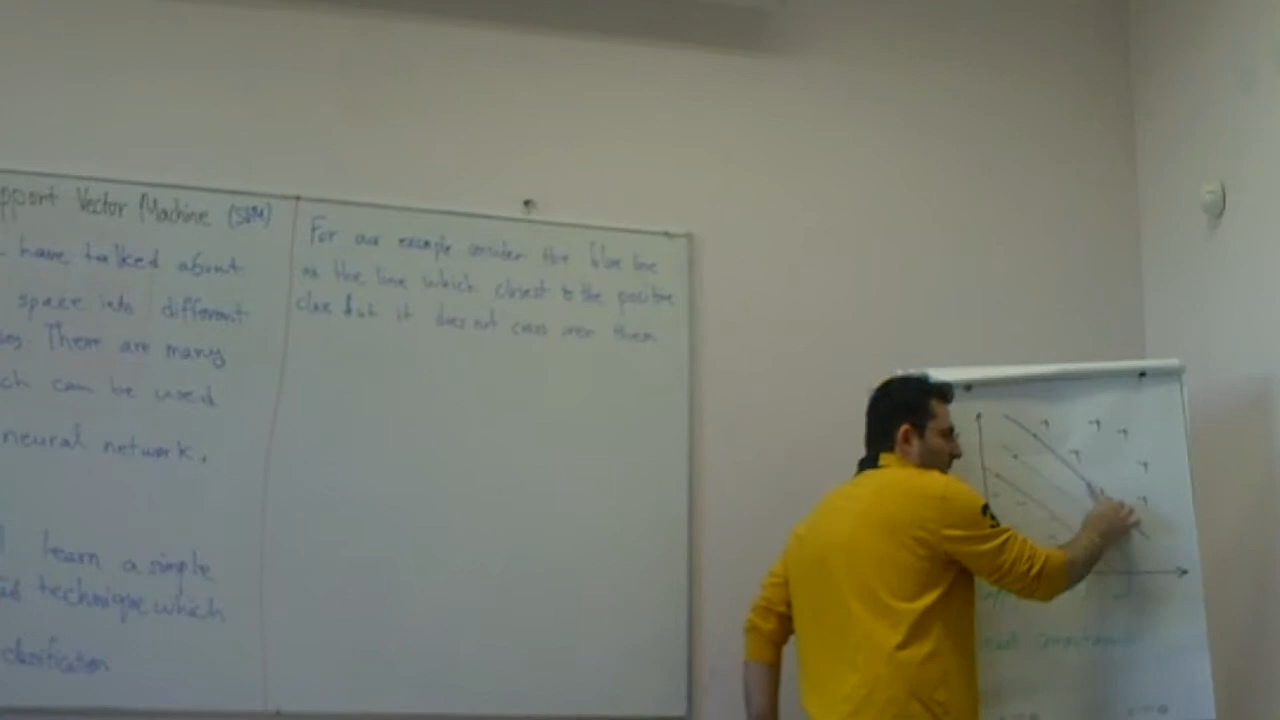 pport Vector Machine (SVM)
have talked about
space into different
There are many
ch can be used
neural network.
learn a simple
technique which
classification
For our example consider the blue line
as the line which closest to the positive
class but it does not cross over them